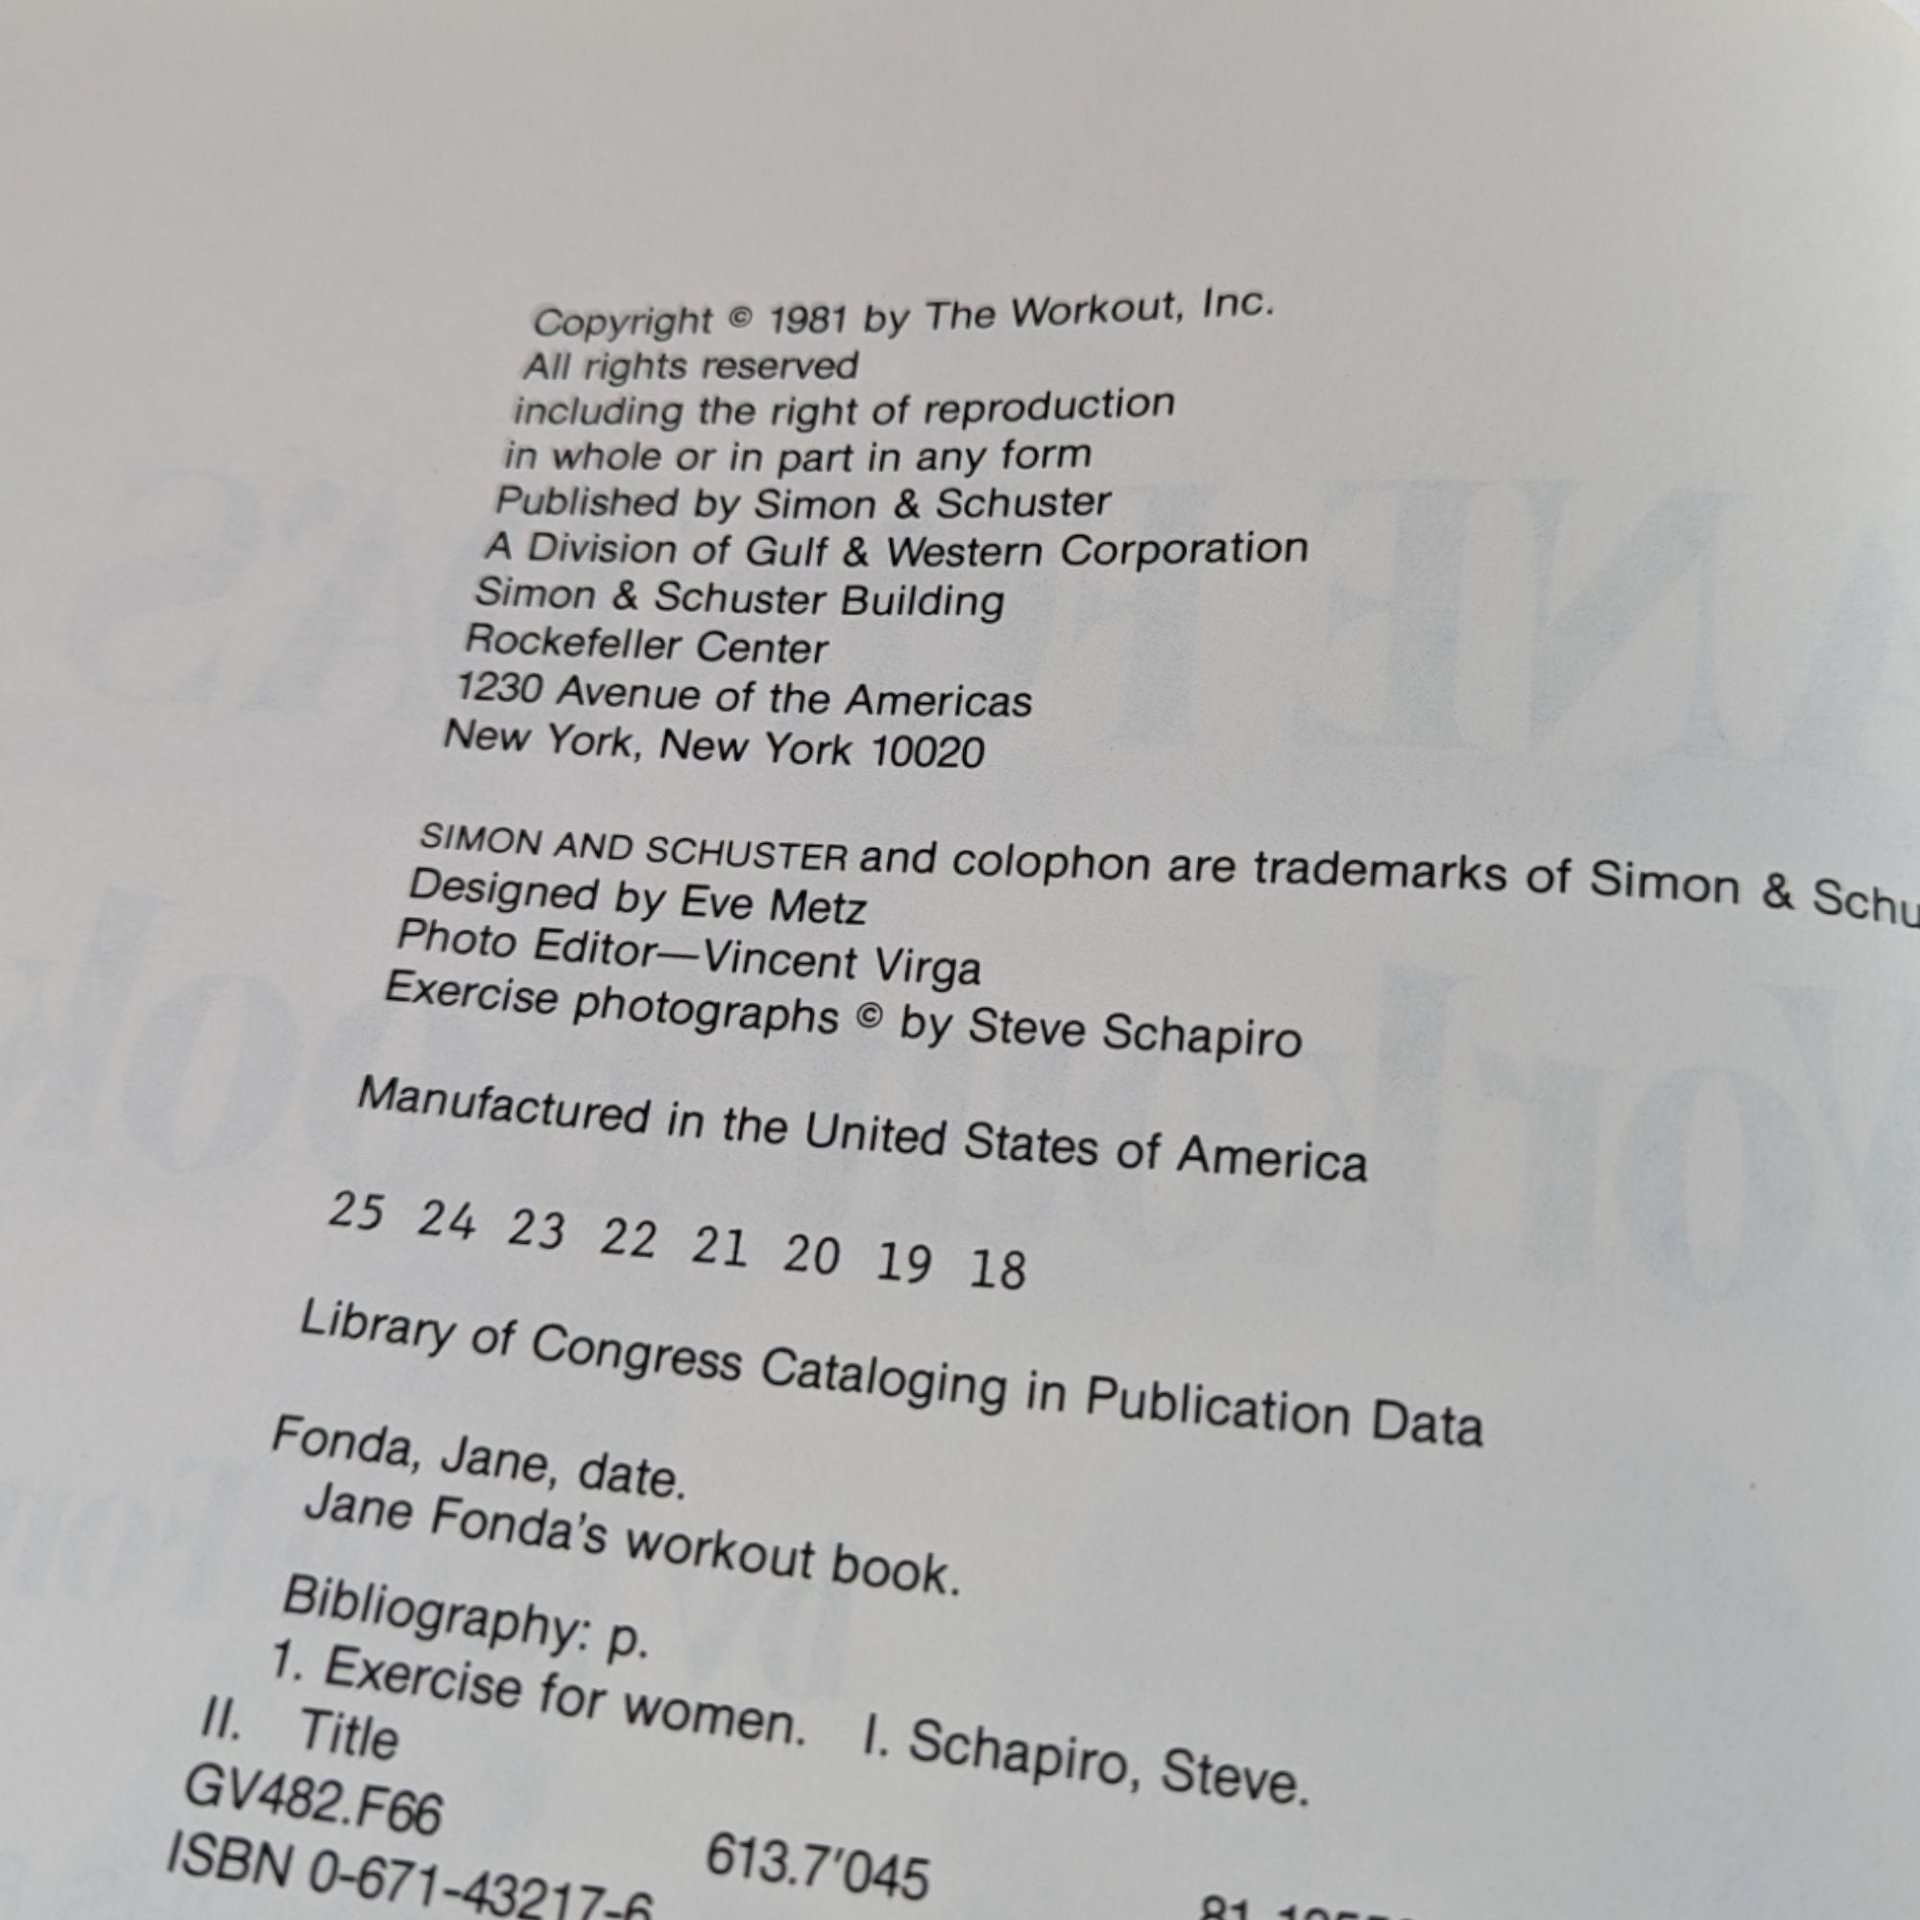 Copyright © 1981 by The Workout, Inc.
All rights reserved
including the right of reproduction
in whole or in part in any form
Published by Simon & Schuster
A Division of Gulf & Western Corporation
Simon & Schuster Building
Rockefeller Center
1230 Avenue of the Americas
New York, New York 10020
SIMON AND SCHUSTER and colophon are trademarks of Simon & Schu
Designed by Eve Metz
Photo Editor—Vincent Virga
Exercise photographs © by Steve Schapiro
Manufactured in the United States of America
25 24 23 22 21 20 19 18
Library of Congress Cataloging in Publication Data
Fonda, Jane, date.
Jane Fonda's workout book.
Bibliography: p.
1. Exercise for women. I. Schapiro, Steve.
II. Title
GV482.F66 613.7'045
ISBN 0-671-43217-6